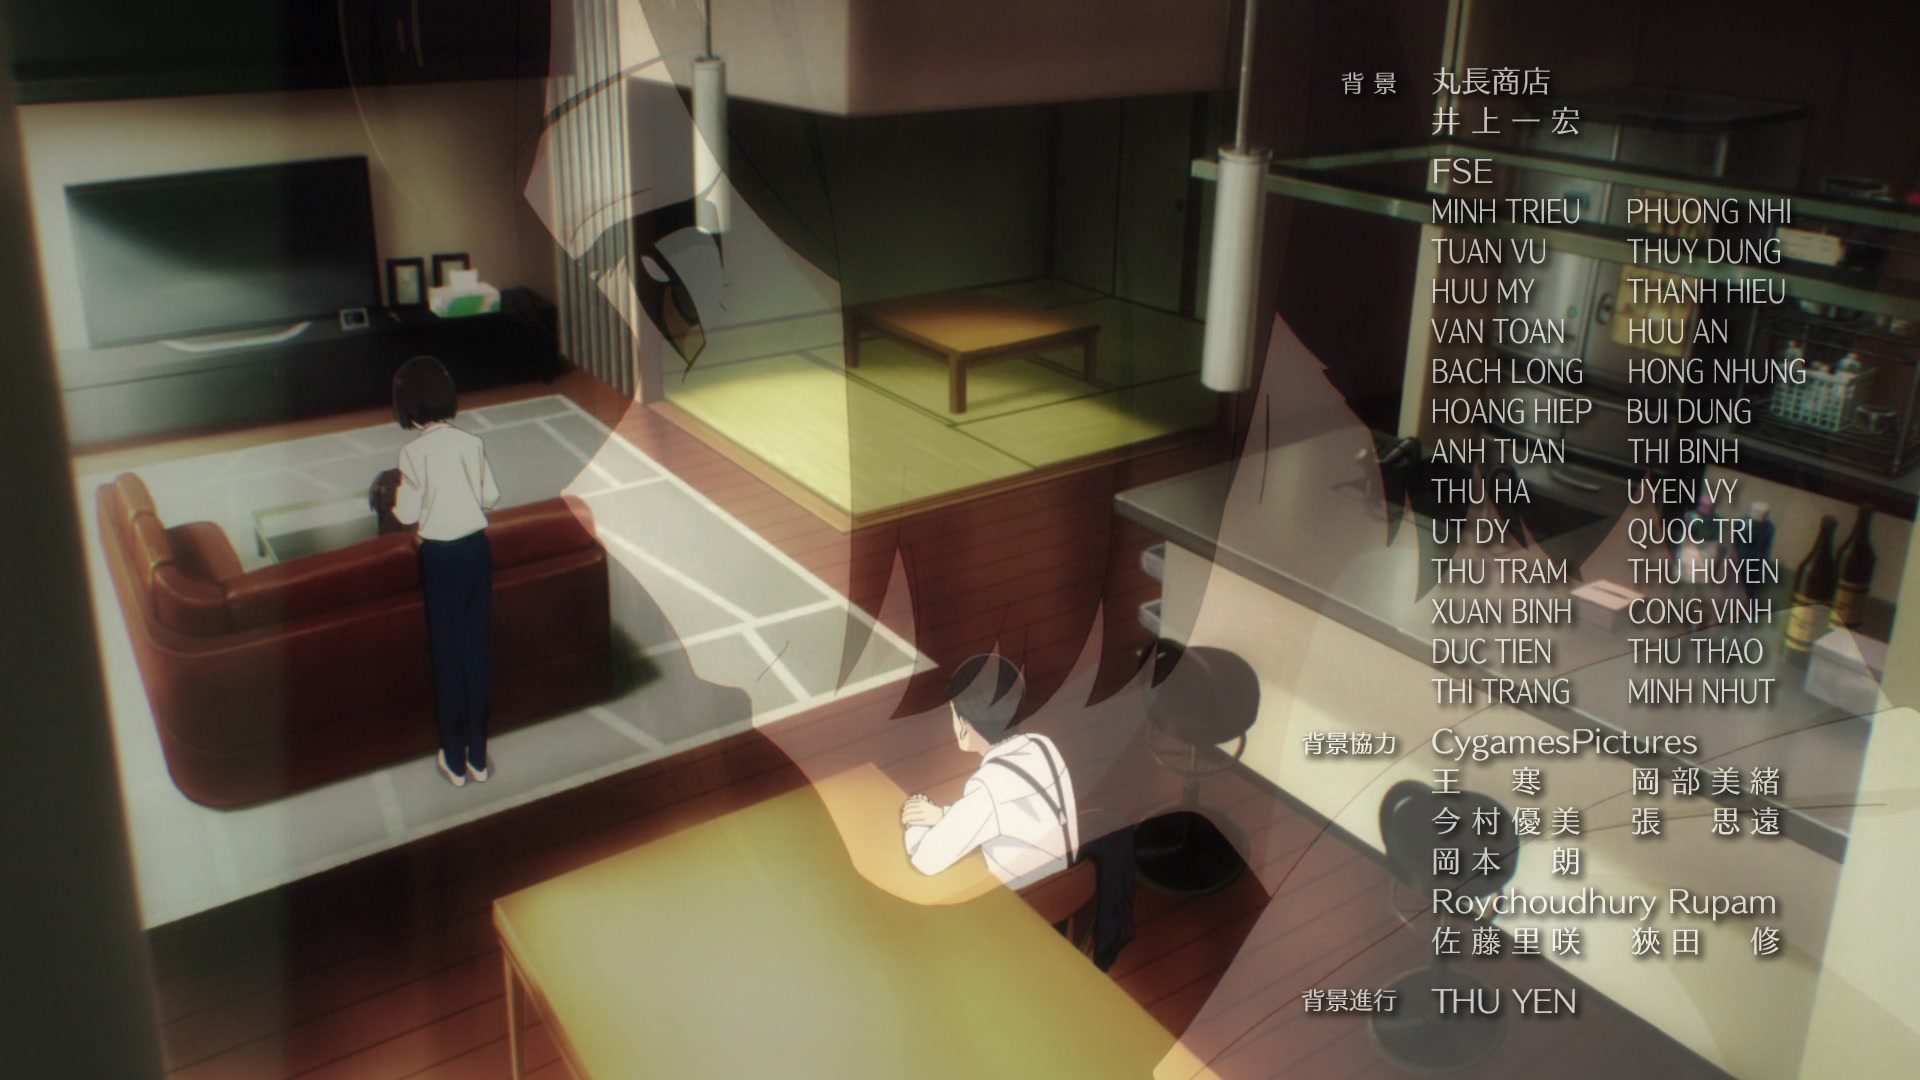 背景 丸長商店
井上一宏
FSE
MINH TRIEU PHUONG NHI
TUAN VU THUY DUNG
HUU MY THANH HIEU
VAN TOAN HUU AN
BACH LONG HONG NHUNG
HOANG HIEP BUI DUNG
ANH TUAN THI BINH
THU HA UYEN VY
UT DY QUOC TRI
THU TRAM THU HUYEN
XUAN BINH CONG VINH
DUC TIEN THU THAO
THI TRANG MINH NHUT
背景協力 CygamesPictures
王寒 岡部美緒
今村優美 張思遠
岡本朗
Roychoudhury Rupam
佐藤里咲 狹田修
背景進行 THU YEN